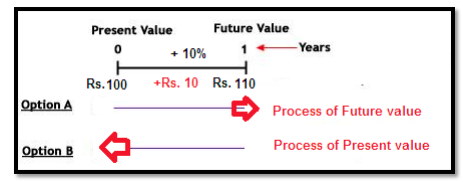 Present Value Future Value
0 + 10% 1 Years
Rs.100 +Rs. 10 Rs. 110
Option A Process of Future value
Option B Process of Present value